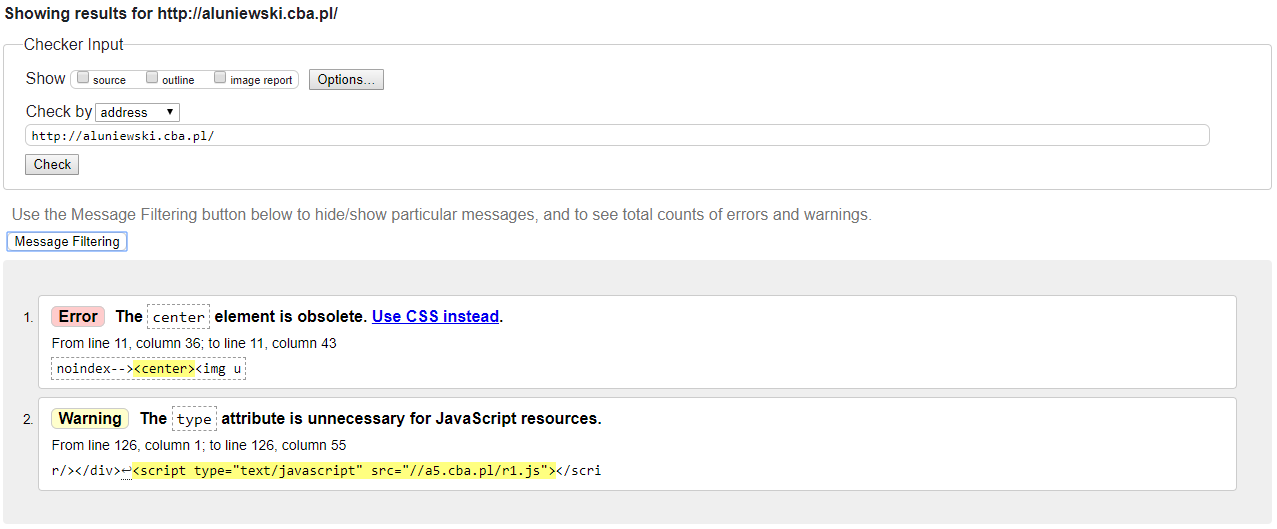 Showing results for http://aluniewski.cba.pl/
Checker Input
Show source outline image report Options...
Check by address
http://aluniewski.cba.pl/
Check
Use the Message Filtering button below to hide/show particular messages, and to see total counts of errors and warnings.
Message Filtering
1. Error The center element is obsolete. Use CSS instead.
From line 11, column 36; to line 11, column 43
noindex--><center><img u
2. Warning The type attribute is unnecessary for JavaScript resources.
From line 126, column 1; to line 126, column 55
r/></div>↩<script type="text/javascript" src="//a5.cba.pl/r1.js"></scri